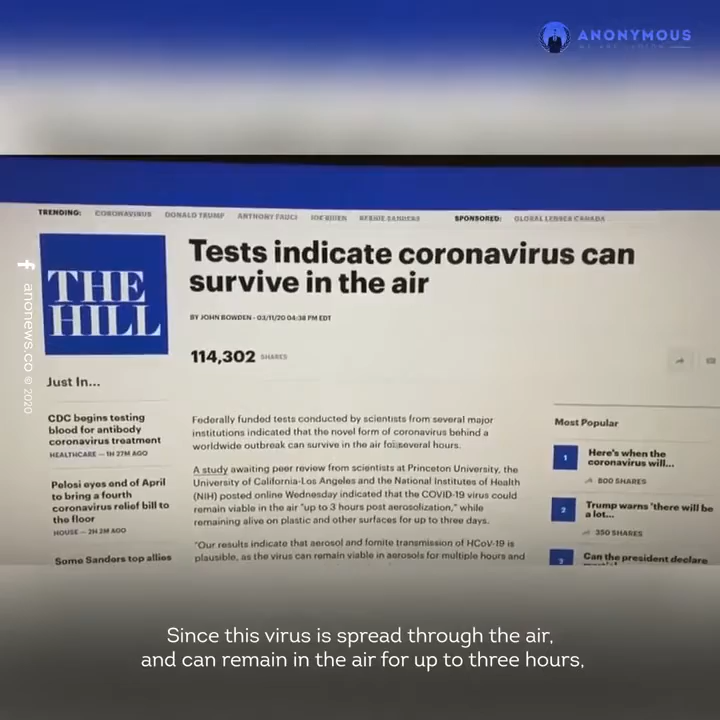 ANONYMOUS
TRENDING: CORONAVIRUS DONALD TRUMP ANTHONY FAUCI JOE BIDEN BERNIE SANDERS SPONSORED: GLOBAL LENSES CANADA
THE
HILL
Tests indicate coronavirus can
survive in the air
BY JOHN BOWDEN - 03/11/20 04:38 PM EDT
114,302 SHARES
anonews.co © 2020
Just In...
CDC begins testing
blood for antibody
coronavirus treatment
HEALTHCARE — 1H 27M AGO
Pelosi eyes end of April
to bring a fourth
coronavirus relief bill to
the floor
HOUSE — 2H 2M AGO
Some Sanders top allies
Federally funded tests conducted by scientists from several major
institutions indicated that the novel form of coronavirus behind a
worldwide outbreak can survive in the air for several hours.
A study awaiting peer review from scientists at Princeton University, the
University of California-Los Angeles and the National Institutes of Health
(NIH) posted online Wednesday indicated that the COVID-19 virus could
remain viable in the air "up to 3 hours post aerosolization," while
remaining alive on plastic and other surfaces for up to three days.
"Our results indicate that aerosol and fomite transmission of HCoV-19 is
plausible, as the virus can remain viable in aerosols for multiple hours and
Most Popular
1
Here's when the
coronavirus will...
800 SHARES
2
Trump warns 'there will be
a lot...
350 SHARES
Can the president declare
Since this virus is spread through the air,
and can remain in the air for up to three hours,